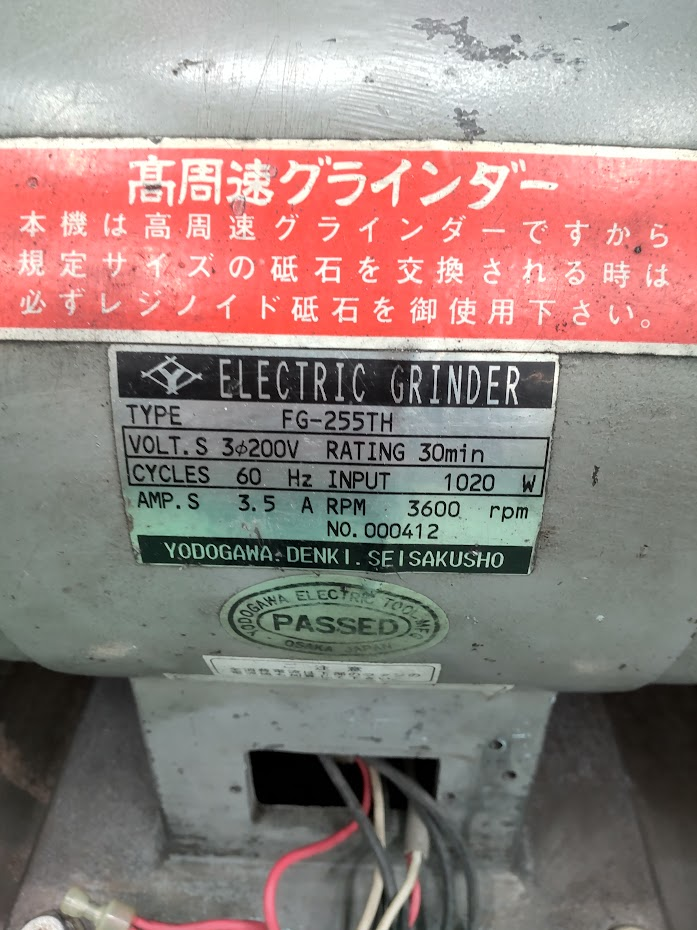 高周速グラインダー
本機は高周速グラインダーですから
規定サイズの砥石を交換される時は
必ずレジノイド砥石を御使用下さい。
ELECTRIC GRINDER
TYPE FG-255TH
VOLT.S 3φ200V RATING 30min
CYCLES 60 Hz INPUT 1020 W
AMP.S 3.5 A RPM 3600 rpm
NO.000412
YODOGAWA.DENKI.SEISAKUSHO
YODOGAWA ELECTRIC TOOL MFG
PASSED
OSAKA JAPAN
ご注意